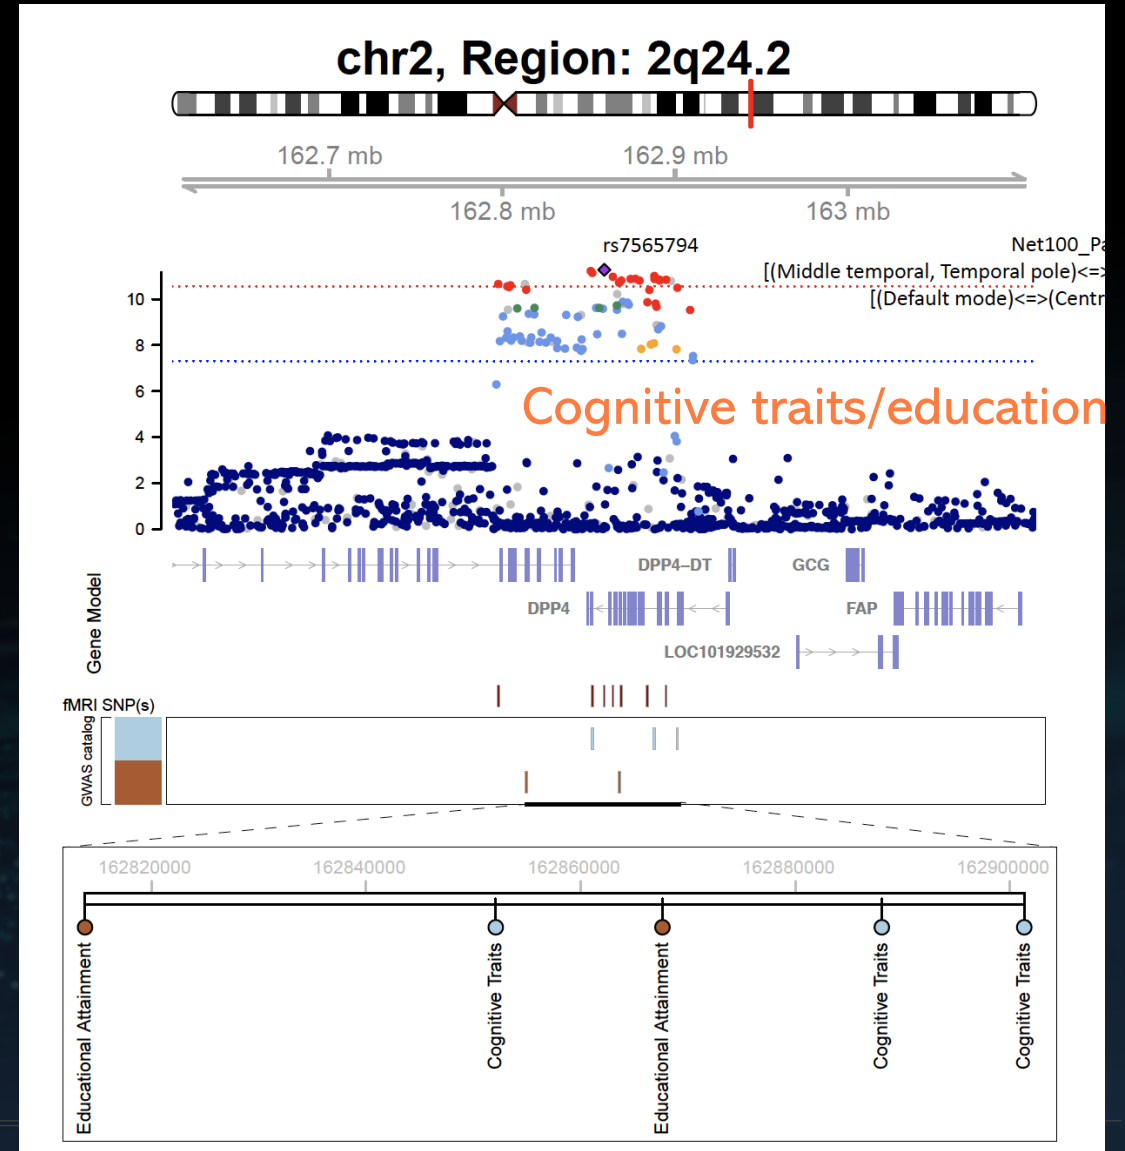 chr2, Region: 2q24.2
162.7 mb
162.9 mb
162.8 mb
163 mb
rs7565794
Net100_Pa
[(Middle temporal, Temporal pole)<=>
[(Default mode)<=>(Centr
10
8
6
4
2
0
Cognitive traits/education
Gene Model
DPP4-DT
GCG
DPP4
FAP
LOC101929532
fMRI SNP(s)
GWAS catalog
162820000
162840000
162860000
162880000
162900000
Educational Attainment
Cognitive Traits
Educational Attainment
Cognitive Traits
Cognitive Traits